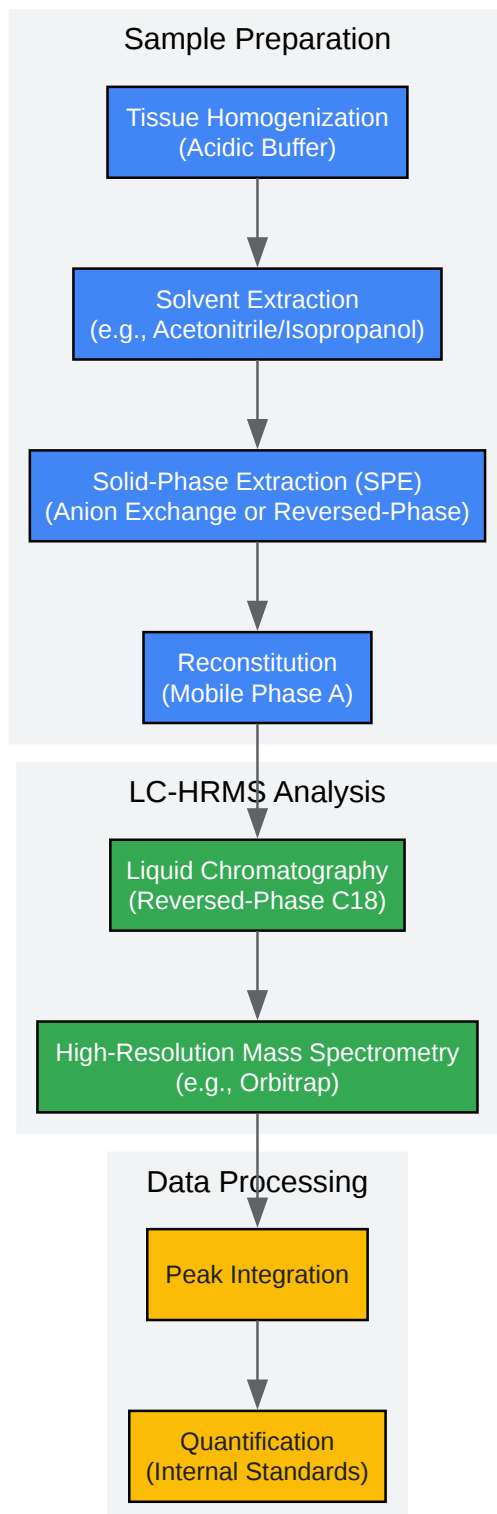 Sample Preparation
Tissue Homogenization
(Acidic Buffer)
Solvent Extraction
(e.g., Acetonitrile/Isopropanol)
Solid-Phase Extraction (SPE)
(Anion Exchange or Reversed-Phase)
Reconstitution
(Mobile Phase A)
LC-HRMS Analysis
Liquid Chromatography
(Reversed-Phase C18)
High-Resolution Mass Spectrometry
(e.g., Orbitrap)
Data Processing
Peak Integration
Quantification
(Internal Standards)